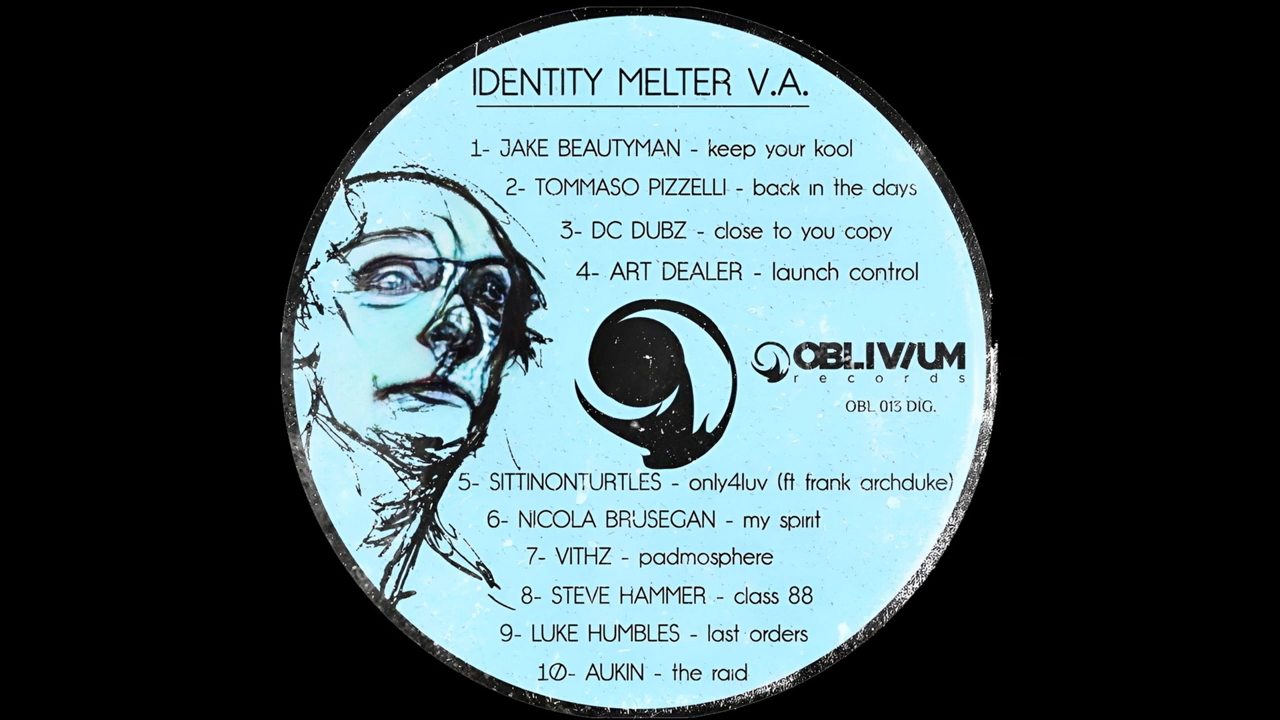 IDENTITY MELTER V.A.
1- JAKE BEAUTYMAN - keep your kool
2- TOMMASO PIZZELLI - back in the days
3- DC DUBZ - close to you copy
4- ART DEALER - launch control
OBLIVIUM
records
OBL 013 DIG.
5- SITTINONTURTLES - only4luv (ft frank archduke)
6- NICOLA BRUSEGAN - my spirit
7- VITHZ - padmosphere
8- STEVE HAMMER - class 88
9- LUKE HUMBLES - last orders
10- AUKIN - the raid